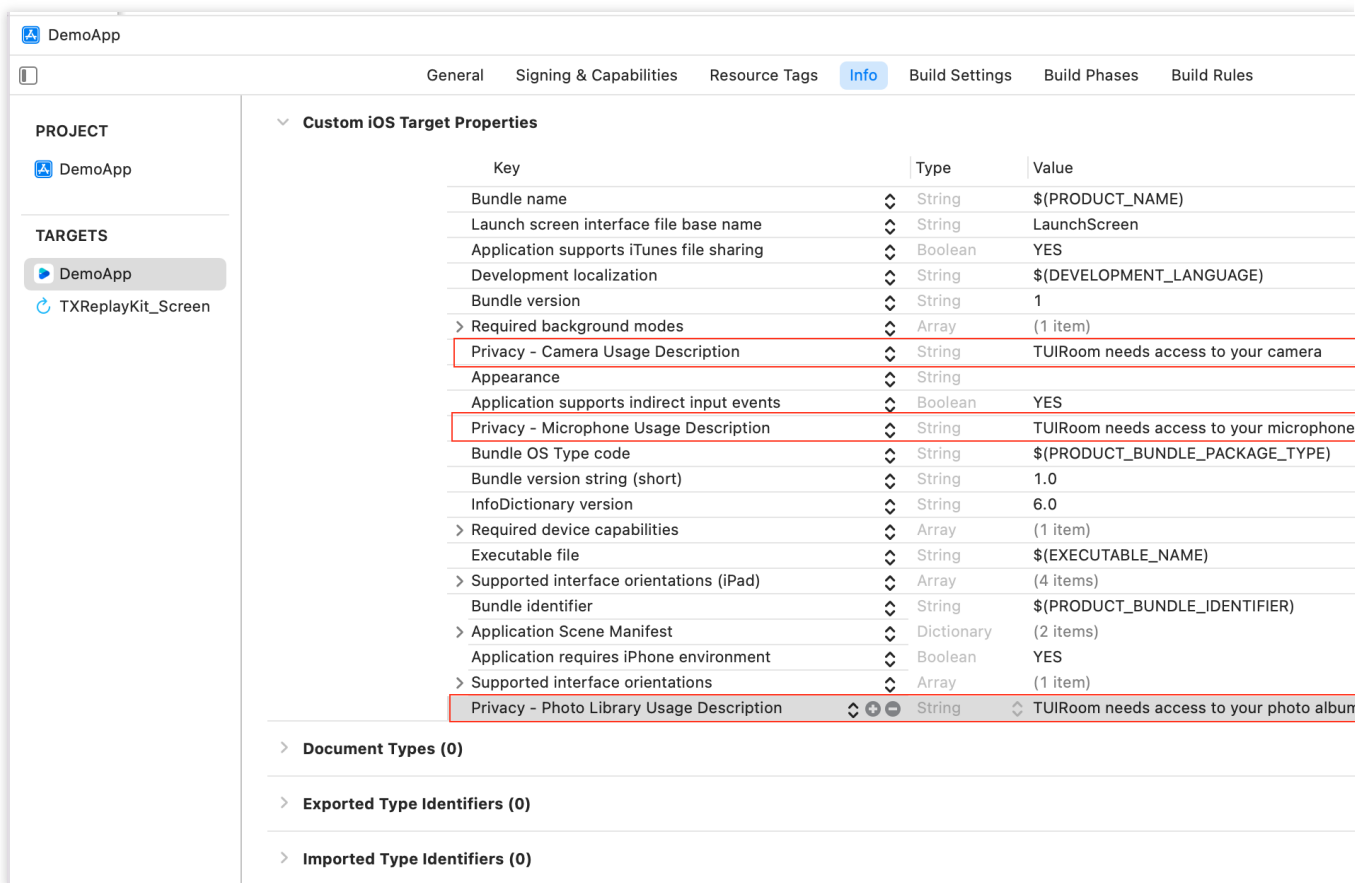 DemoApp
General Signing & Capabilities Resource Tags Info Build Settings Build Phases Build Rules
PROJECT
DemoApp
TARGETS
DemoApp
TXReplayKit_Screen
Custom iOS Target Properties
Key Type Value
Bundle name String $(PRODUCT_NAME)
Launch screen interface file base name String LaunchScreen
Application supports iTunes file sharing Boolean YES
Development localization String $(DEVELOPMENT_LANGUAGE)
Bundle version String 1
Required background modes Array (1 item)
Privacy - Camera Usage Description String TUIRoom needs access to your camera
Appearance String
Application supports indirect input events Boolean YES
Privacy - Microphone Usage Description String TUIRoom needs access to your microphone
Bundle OS Type code String $(PRODUCT_BUNDLE_PACKAGE_TYPE)
Bundle version string (short) String 1.0
InfoDictionary version String 6.0
Required device capabilities Array (1 item)
Executable file String $(EXECUTABLE_NAME)
Supported interface orientations (iPad) Array (4 items)
Bundle identifier String $(PRODUCT_BUNDLE_IDENTIFIER)
Application Scene Manifest Dictionary (2 items)
Application requires iPhone environment Boolean YES
Supported interface orientations Array (1 item)
Privacy - Photo Library Usage Description String TUIRoom needs access to your photo album
Document Types (0)
Exported Type Identifiers (0)
Imported Type Identifiers (0)